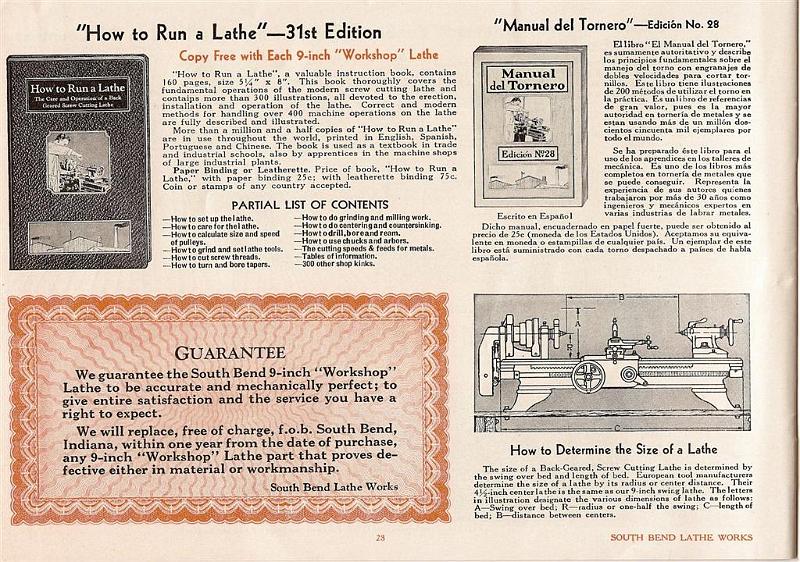 "How to Run a Lathe"—31st Edition
Copy Free with Each 9-inch "Workshop" Lathe
How to Run a Lathe
The Care and Operation of a Back
Geared Screw Cutting Lathe
"How to Run a Lathe", a valuable instruction book, contains
160 pages, size 5¼" x 8". This book thoroughly covers the
fundamental operations of the modern screw cutting lathe and
contains more than 300 illustrations, all devoted to the erection,
installation and operation of the lathe. Correct and modern
methods for handling over 400 machine operations on the lathe
are fully described and illustrated.
More than a million and a half copies of "How to Run a Lathe"
are in use throughout the world, printed in English, Spanish,
Portuguese and Chinese. The book is used as a textbook in trade
and industrial schools, also by apprentices in the machine shops
of large industrial plants.
Paper Binding or Leatherette. Price of book, "How to Run a
Lathe," with paper binding 25c; with leatherette binding 75c.
Coin or stamps of any country accepted.
PARTIAL LIST OF CONTENTS
—How to set up the lathe.
—How to care for the lathe.
—How to calculate size and speed
of pulleys.
—How to grind and set lathe tools.
—How to cut screw threads.
—How to turn and bore tapers.
—How to do grinding and milling work.
—How to do centering and countersinking.
—How to drill, bore and ream.
—How to use chucks and arbors.
—The cutting speeds & feeds for metals.
—Tables of information.
—300 other shop kinks.
"Manual del Tornero"—Edición No. 28
Manual
del Tornero
Edición Nº 28
Escrito en Español
El libro "El Manual del Tornero,"
es sumamente autoritativo y describe
los principios fundamentales sobre el
manejo del torno con engranajes de
dobles velocidades para cortar tor-
nillos. Este libro tiene ilustraciones
de 200 métodos de utilizar el torno en
la práctica. Es un libro de referencias
de gran valor, pues es la mayor
autoridad en tornería de metales y se
estan usando más de un millón dos-
cientos cincuenta mil ejemplares por
todo el mundo.
Se ha preparado éste libro para el
uso de los aprendices en los talleres de
mecánica. Es uno de los libros más
completos en tornería de metales que
se puede conseguir. Representa la
experiencia de sus autores quienes
trabajaron por más de 30 años como
ingenieros y mecánicos expertos en
varias industrias de labrar metales.
Dicho manual, encuadernado en papel fuerte, puede ser obtenido al
precio de 25c (moneda de los Estados Unidos). Aceptamos su equiva-
lente en moneda o estampillas de cualquier país. Un ejemplar de este
libro está suministrado con cada torno despachado a países de habla
española.
GUARANTEE
We guarantee the South Bend 9-inch "Workshop"
Lathe to be accurate and mechanically perfect; to
give entire satisfaction and the service you have a
right to expect.
We will replace, free of charge, f.o.b. South Bend,
Indiana, within one year from the date of purchase,
any 9-inch "Workshop" Lathe part that proves de-
fective either in material or workmanship.
South Bend Lathe Works
B
A
R
C
How to Determine the Size of a Lathe
The size of a Back-Geared, Screw Cutting Lathe is determined by
the swing over bed and length of bed. European tool manufacturers
determine the size of a lathe by its radius or center distance. Their
4½-inch center lathe is the same as our 9-inch swing lathe. The letters
in illustration designate the various dimensions of lathe as follows:
A—Swing over bed; R—radius or one-half the swing; C—length of
bed; B—distance between centers.
28
SOUTH BEND LATHE WORKS